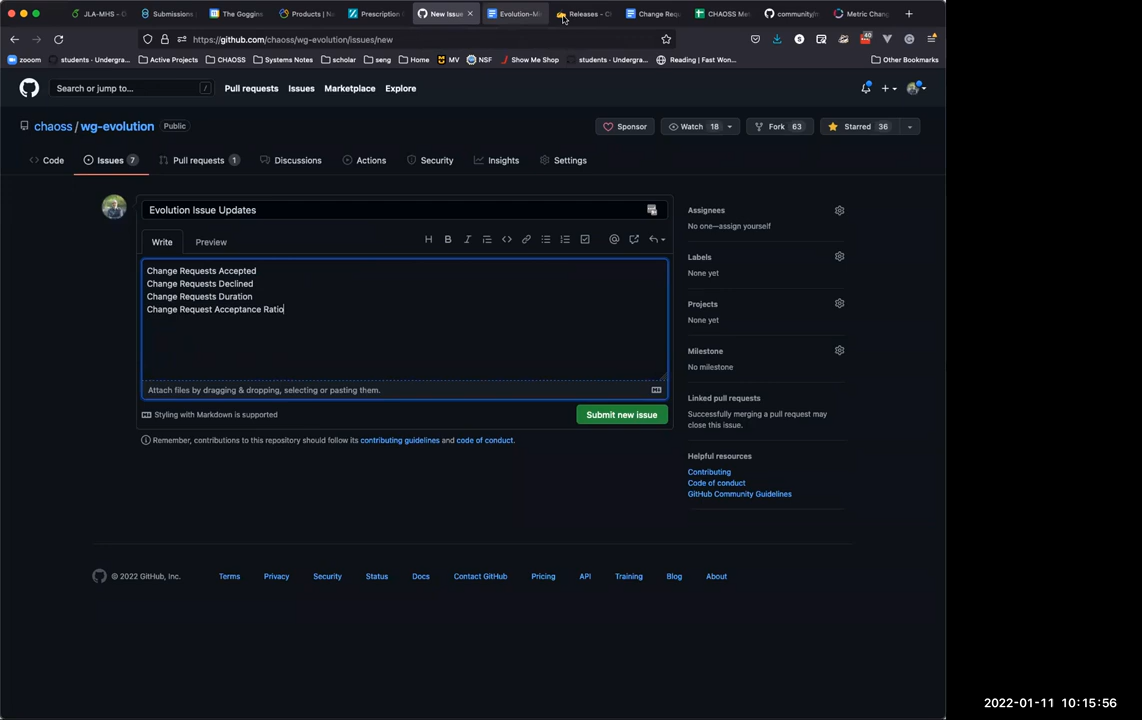 JLA-MHS - O
Submissions
The Goggins
Products | N
Prescription
New Issue
Evolution-M
Releases - C
Change Req
CHAOSS Me
community/
Metric Chan
https://github.com/chaoss/wg-evolution/issues/new
40
zooom
students - Undergra...
Active Projects
CHAOSS
Systems Notes
scholar
seng
Home
MV
NSF
Show Me Shop
students - Undergra...
Reading | Fast Won...
Other Bookmarks
Search or jump to...
/
Pull requests
Issues
Marketplace
Explore
chaoss / wg-evolution
Public
Sponsor
Watch 18
Fork 63
Starred 36
Code
Issues 7
Pull requests 1
Discussions
Actions
Security
Insights
Settings
Evolution Issue Updates
Write
Preview
Change Requests Accepted
Change Requests Declined
Change Requests Duration
Change Request Acceptance Ratio
Attach files by dragging & dropping, selecting or pasting them.
Styling with Markdown is supported
Submit new issue
Remember, contributions to this repository should follow its contributing guidelines and code of conduct.
Assignees
No one—assign yourself
Labels
None yet
Projects
None yet
Milestone
No milestone
Linked pull requests
Successfully merging a pull request may
close this issue.
Helpful resources
Contributing
Code of conduct
GitHub Community Guidelines
© 2022 GitHub, Inc.
Terms
Privacy
Security
Status
Docs
Contact GitHub
Pricing
API
Training
Blog
About
2022-01-11 10:15:56